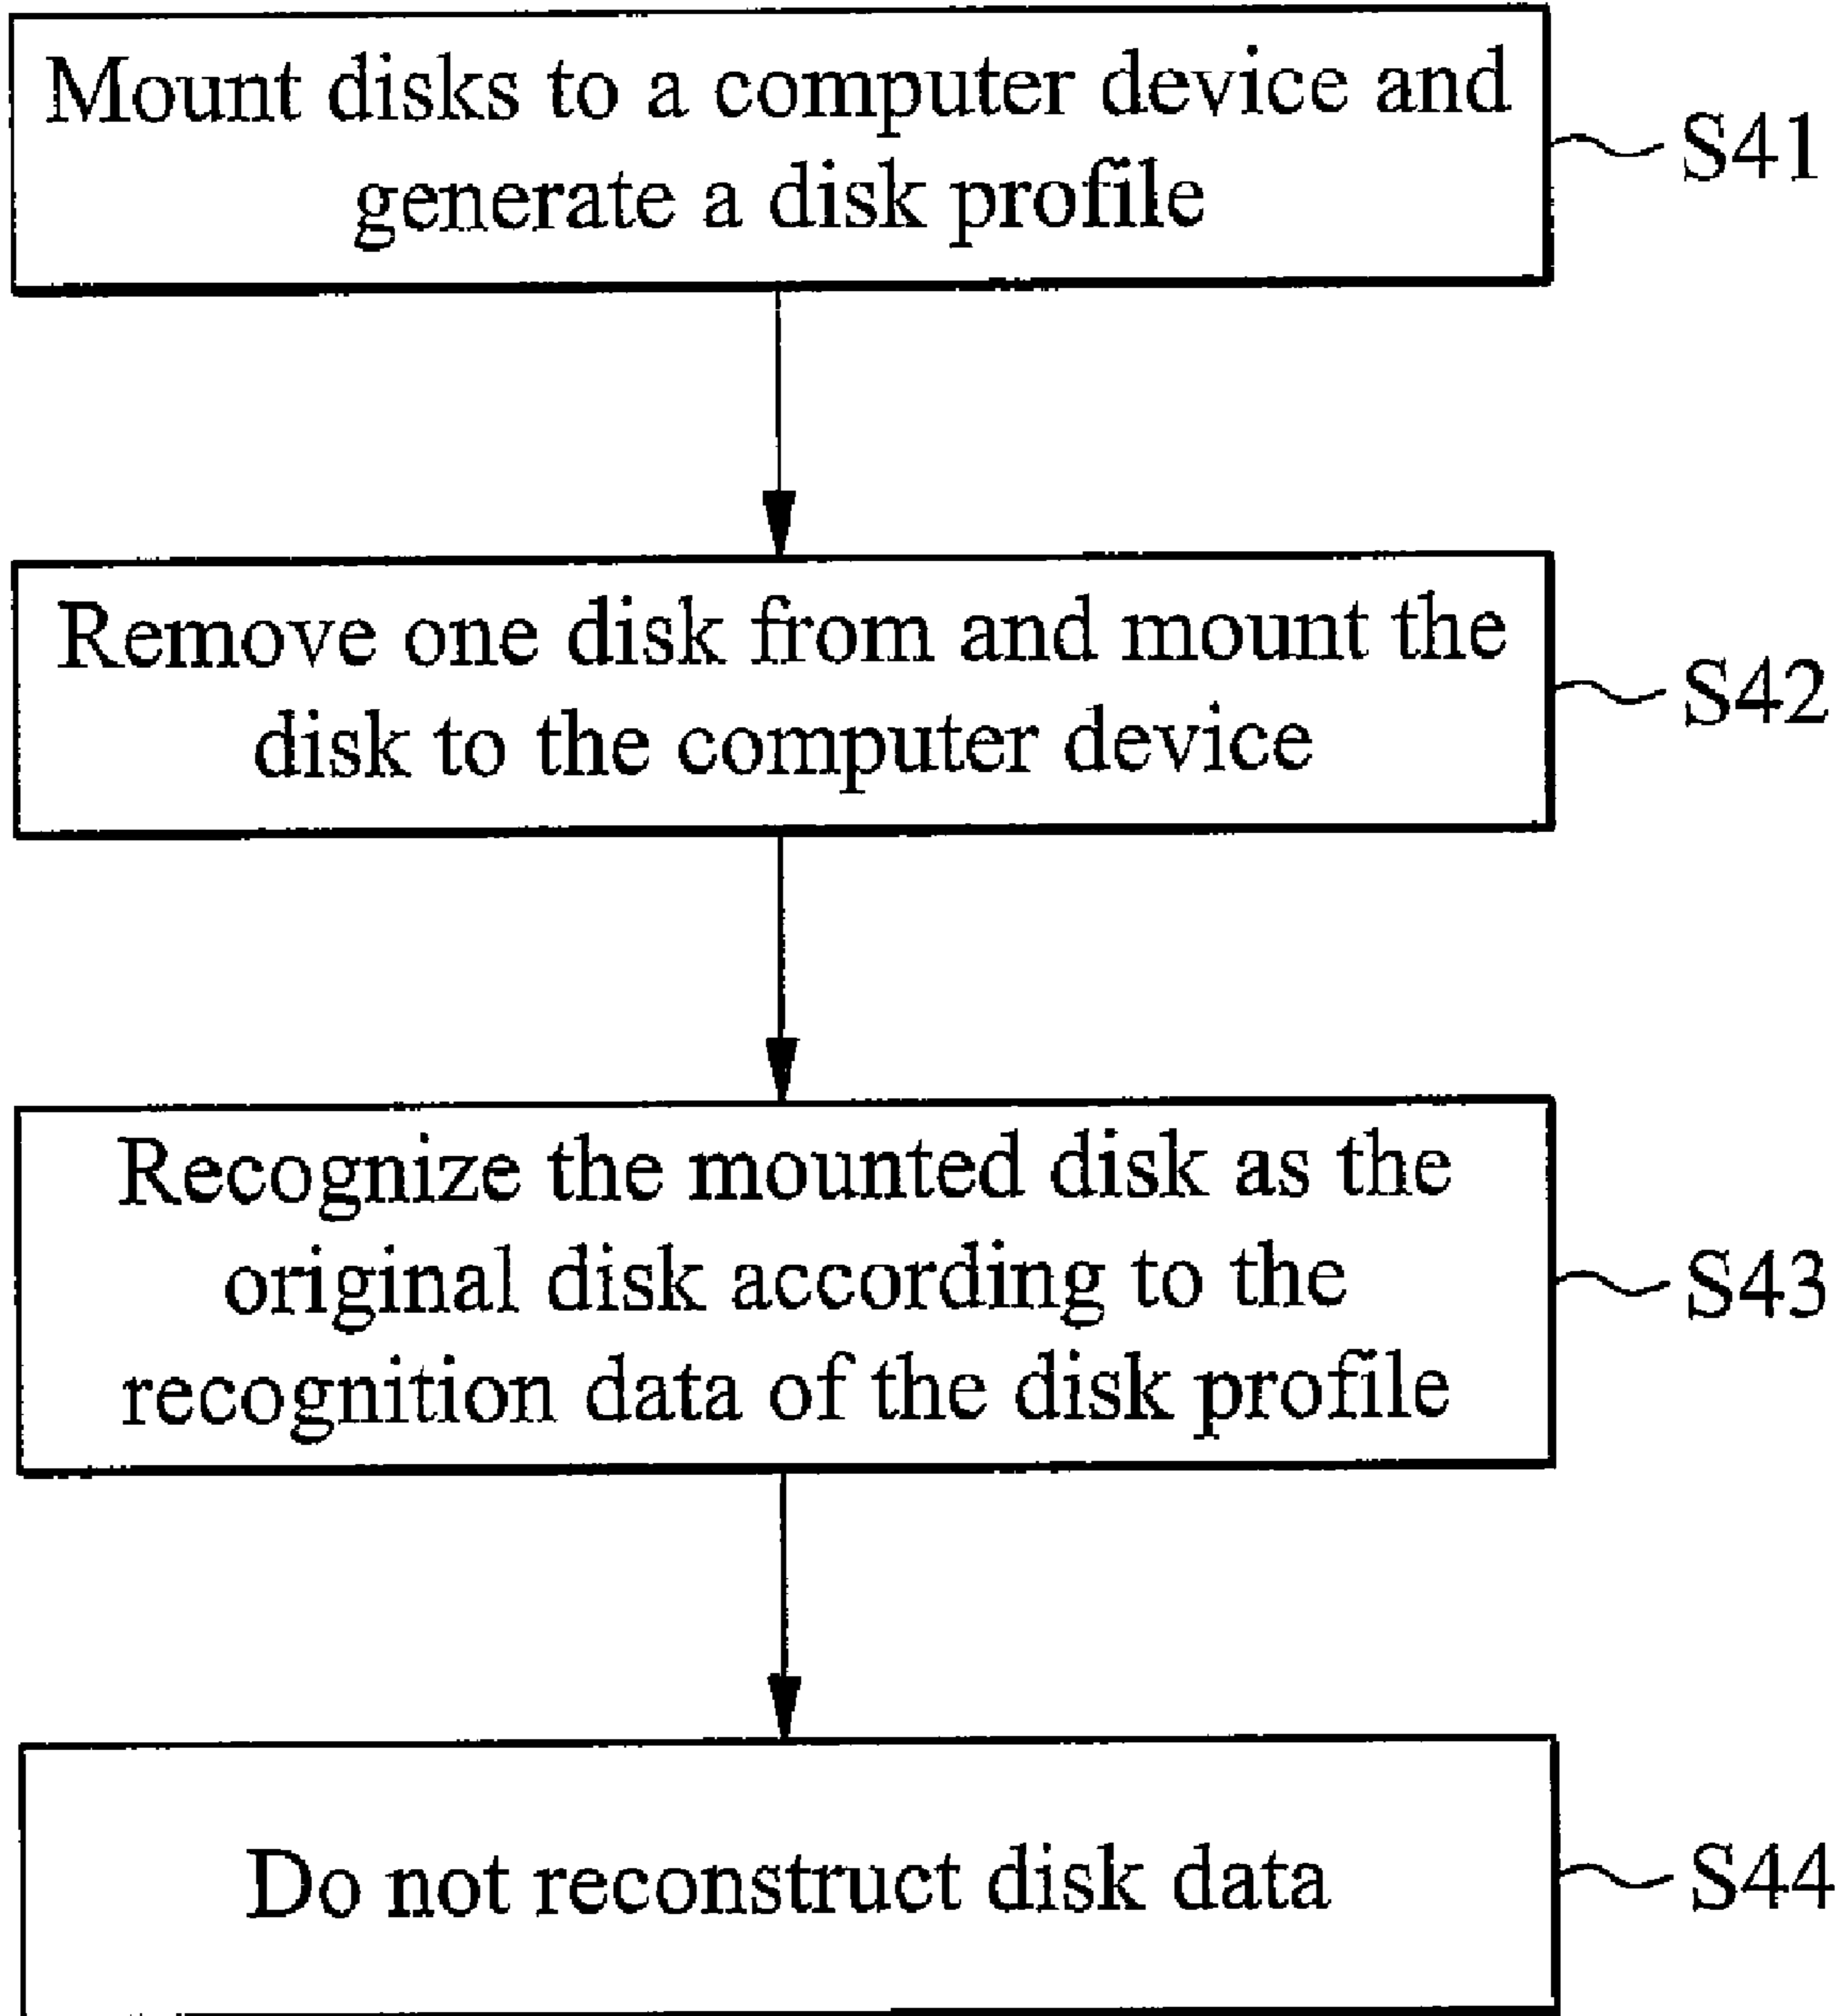 Mount disks to a computer device and
generate a disk profile
S41
Remove one disk from and mount the
disk to the computer device
S42
Recognize the mounted disk as the
original disk according to the
recognition data of the disk profile
S43
Do not reconstruct disk data
S44